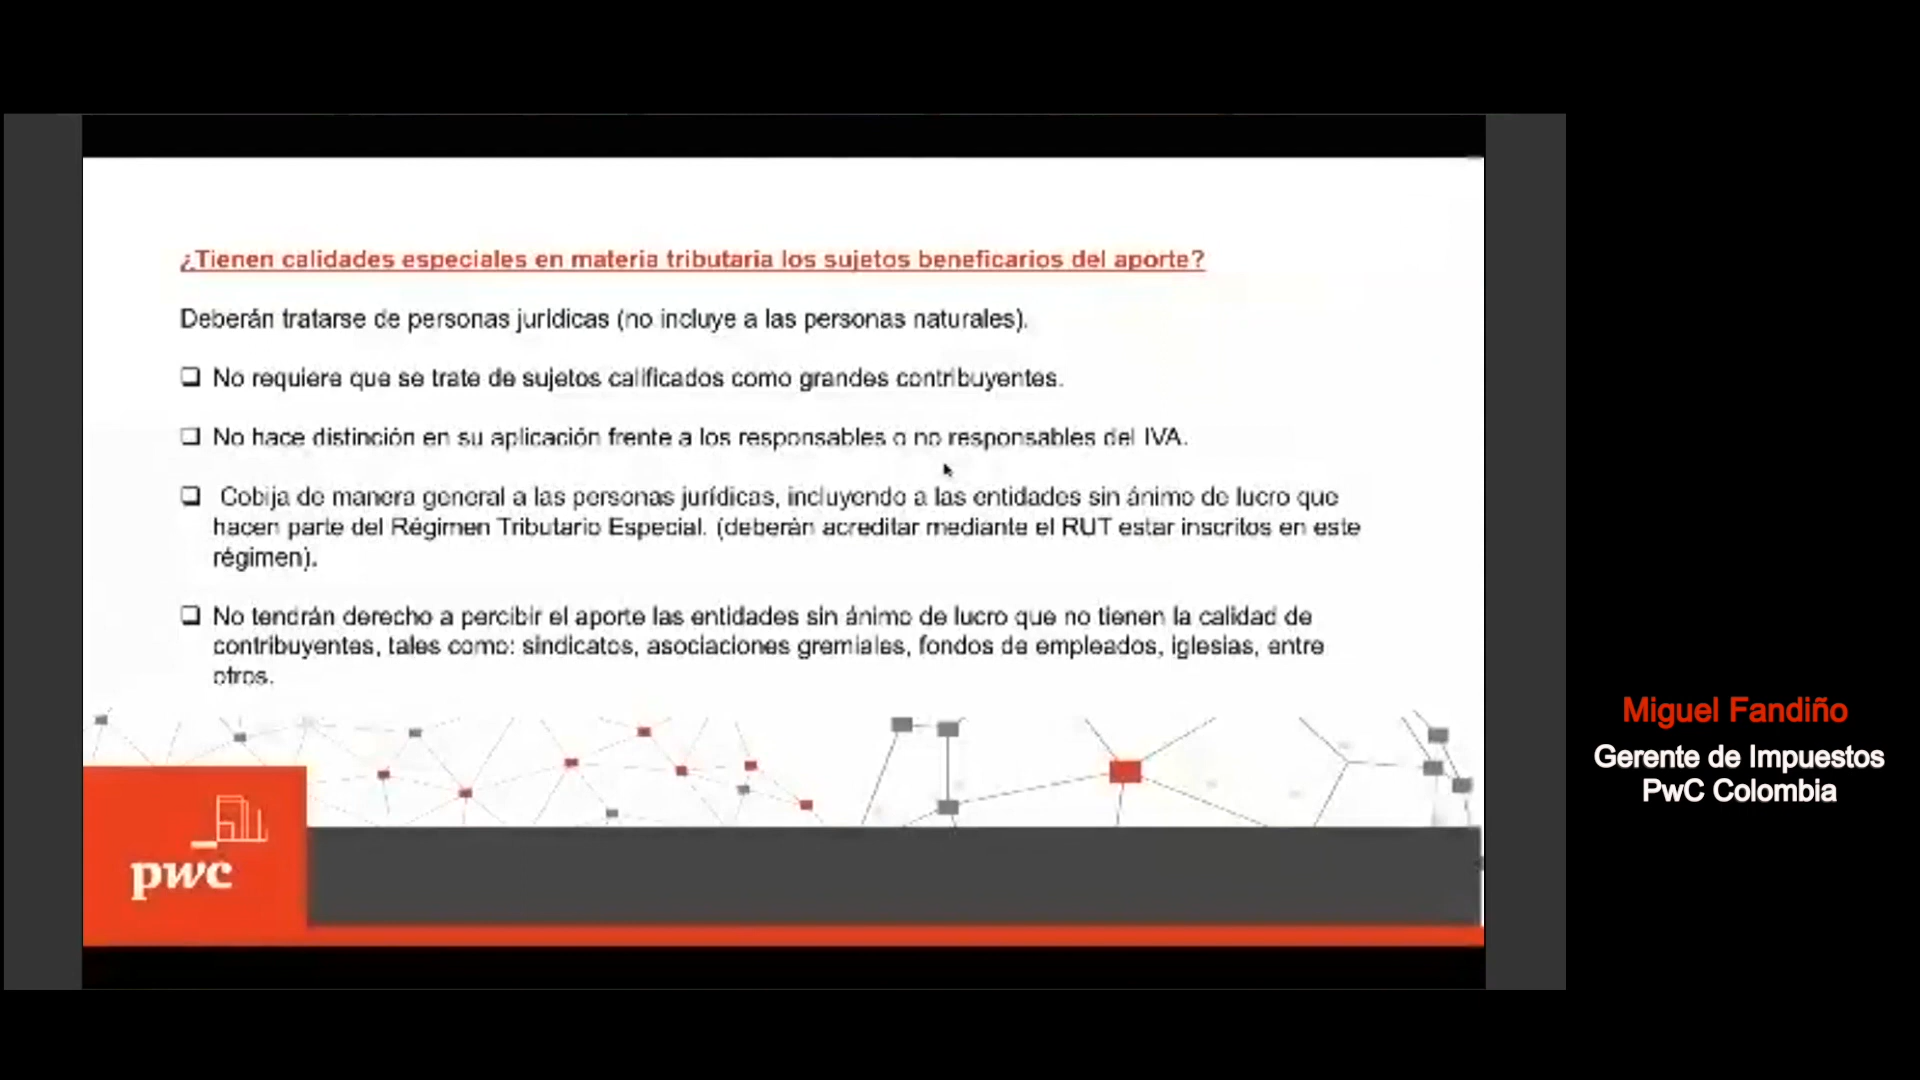 ¿Tienen calidades especiales en materia tributaria los sujetos beneficarios del aporte?
Deberán tratarse de personas jurídicas (no incluye a las personas naturales).
❑ No requiere que se trate de sujetos calificados como grandes contribuyentes.
❑ No hace distinción en su aplicación frente a los responsables o no responsables del IVA.
❑ Cobija de manera general a las personas jurídicas, incluyendo a las entidades sin ánimo de lucro que
hacen parte del Régimen Tributario Especial. (deberán acreditar mediante el RUT estar inscritos en este
régimen).
❑ No tendrán derecho a percibir el aporte las entidades sin ánimo de lucro que no tienen la calidad de
contribuyentes, tales como: sindicatos, asociaciones gremiales, fondos de empleados, iglesias, entre
otros.
pwc
Miguel Fandiño
Gerente de Impuestos
PwC Colombia